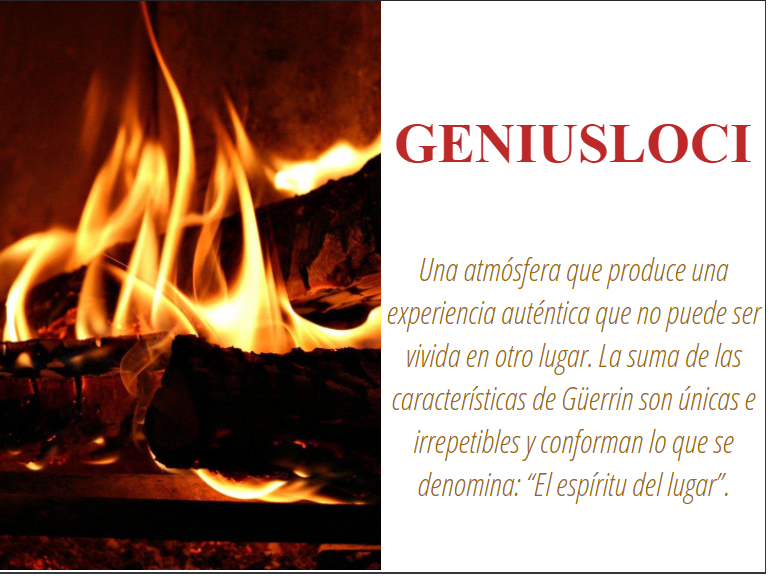 GENIUSLOCI
Una atmósfera que produce una
experiencia auténtica que no puede ser
vivida en otro lugar. La suma de las
características de Güerrin son únicas e
irrepetibles y conforman lo que se
denomina: “El espíritu del lugar”.